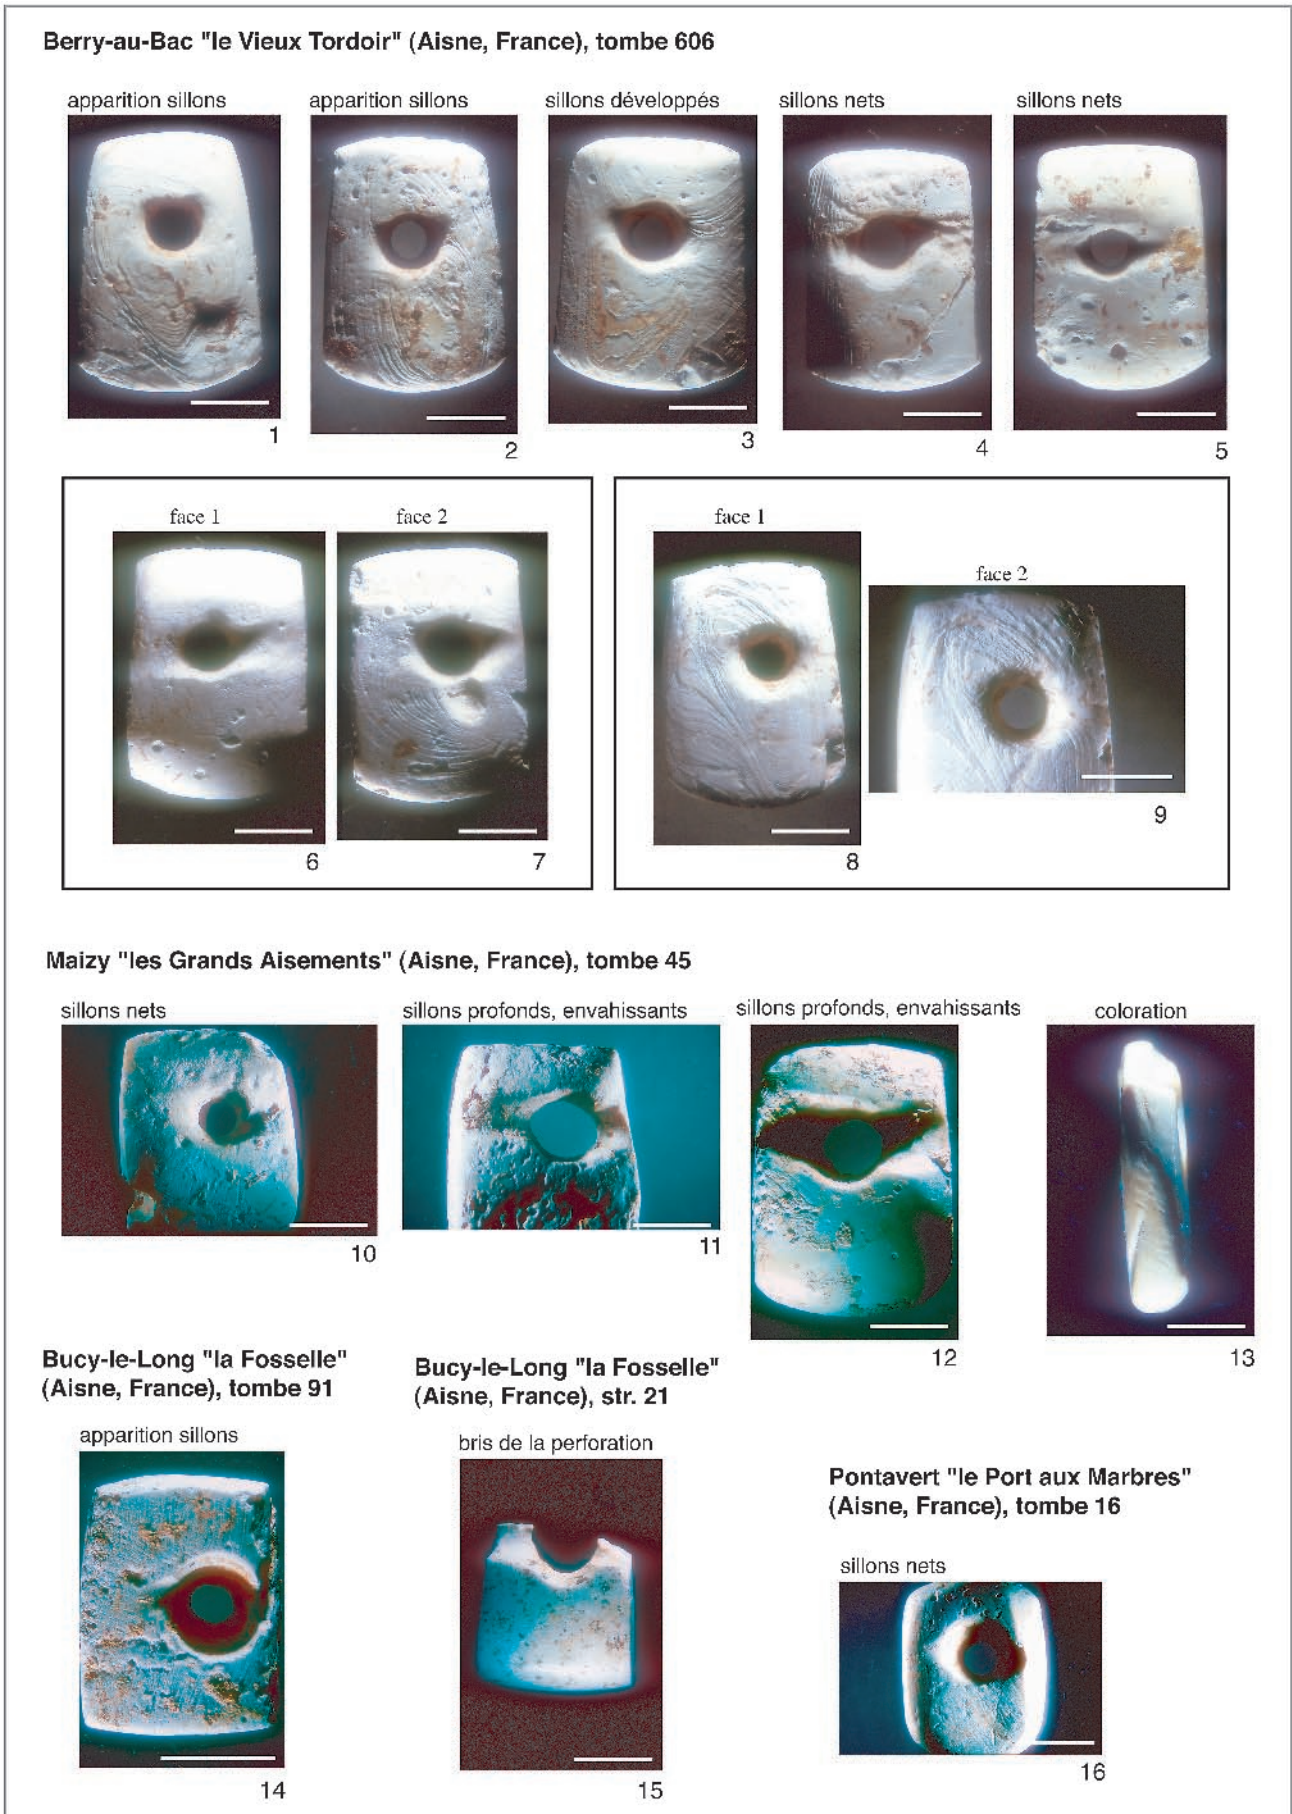 Berry-au-Bac "le Vieux Tordoir" (Aisne, France), tombe 606
apparition sillons
apparition sillons
sillons développés
sillons nets
sillons nets
1
2
3
4
5
face 1
face 2
face 1
face 2
6
7
8
9
Maizy "les Grands Aisements" (Aisne, France), tombe 45
sillons nets
sillons profonds, envahissants
sillons profonds, envahissants
coloration
10
11
12
13
Bucy-le-Long "la Fosselle"
(Aisne, France), tombe 91
apparition sillons
14
Bucy-le-Long "la Fosselle"
(Aisne, France), str. 21
bris de la perforation
15
Pontavert "le Port aux Marbres"
(Aisne, France), tombe 16
sillons nets
16